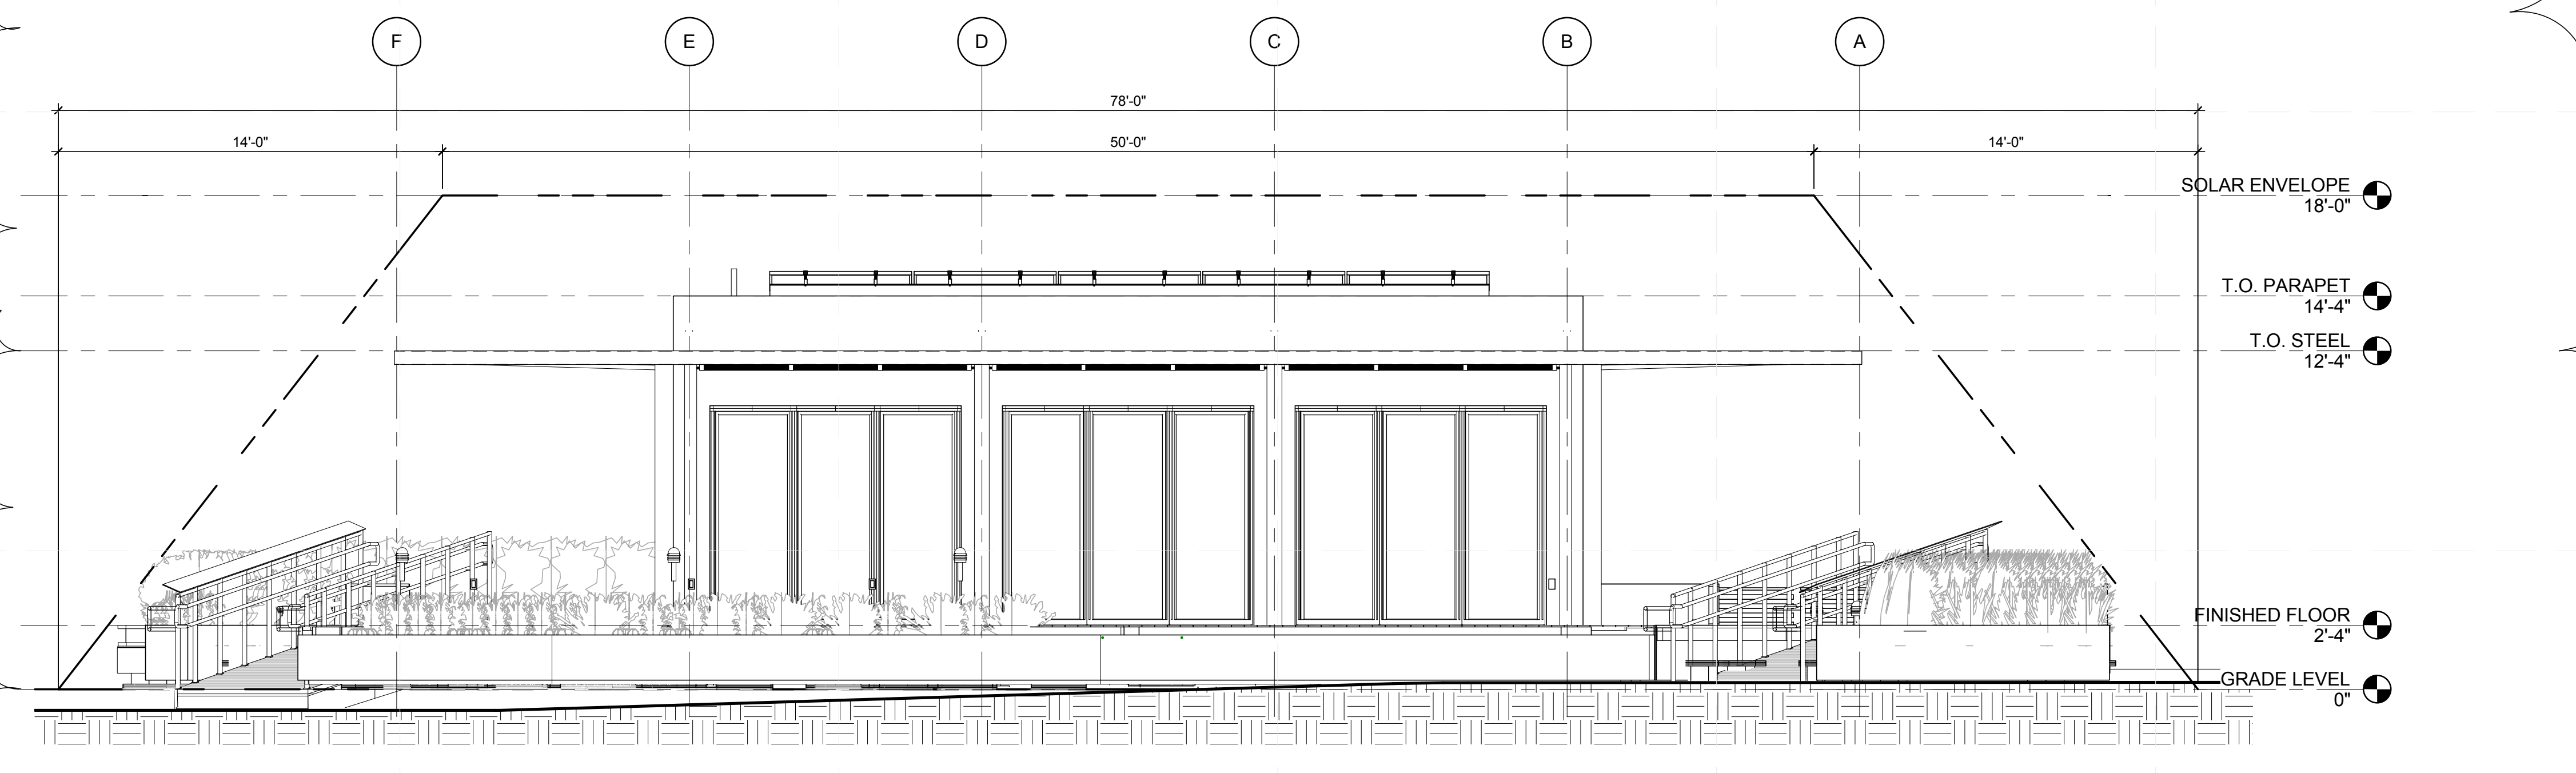 F
E
D
C
B
A
78'-0"
14'-0"
50'-0"
14'-0"
SOLAR ENVELOPE
18'-0"
T.O. PARAPET
14'-4"
T.O. STEEL
12'-4"
FINISHED FLOOR
2'-4"
GRADE LEVEL
0"